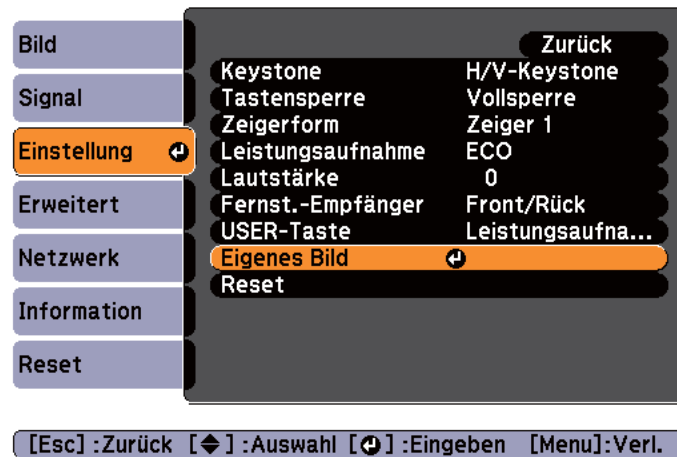 Bild
Signal
Einstellung
Erweitert
Netzwerk
Information
Reset
Zurück
Keystone H/V-Keystone
Tastensperre Vollsperre
Zeigerform Zeiger 1
Leistungsaufnahme ECO
Lautstärke 0
Fernst.-Empfänger Front/Rück
USER-Taste Leistungsaufna...
Eigenes Bild
Reset
[Esc] :Zurück [◆] :Auswahl [↵] :Eingeben [Menu]:Verl.